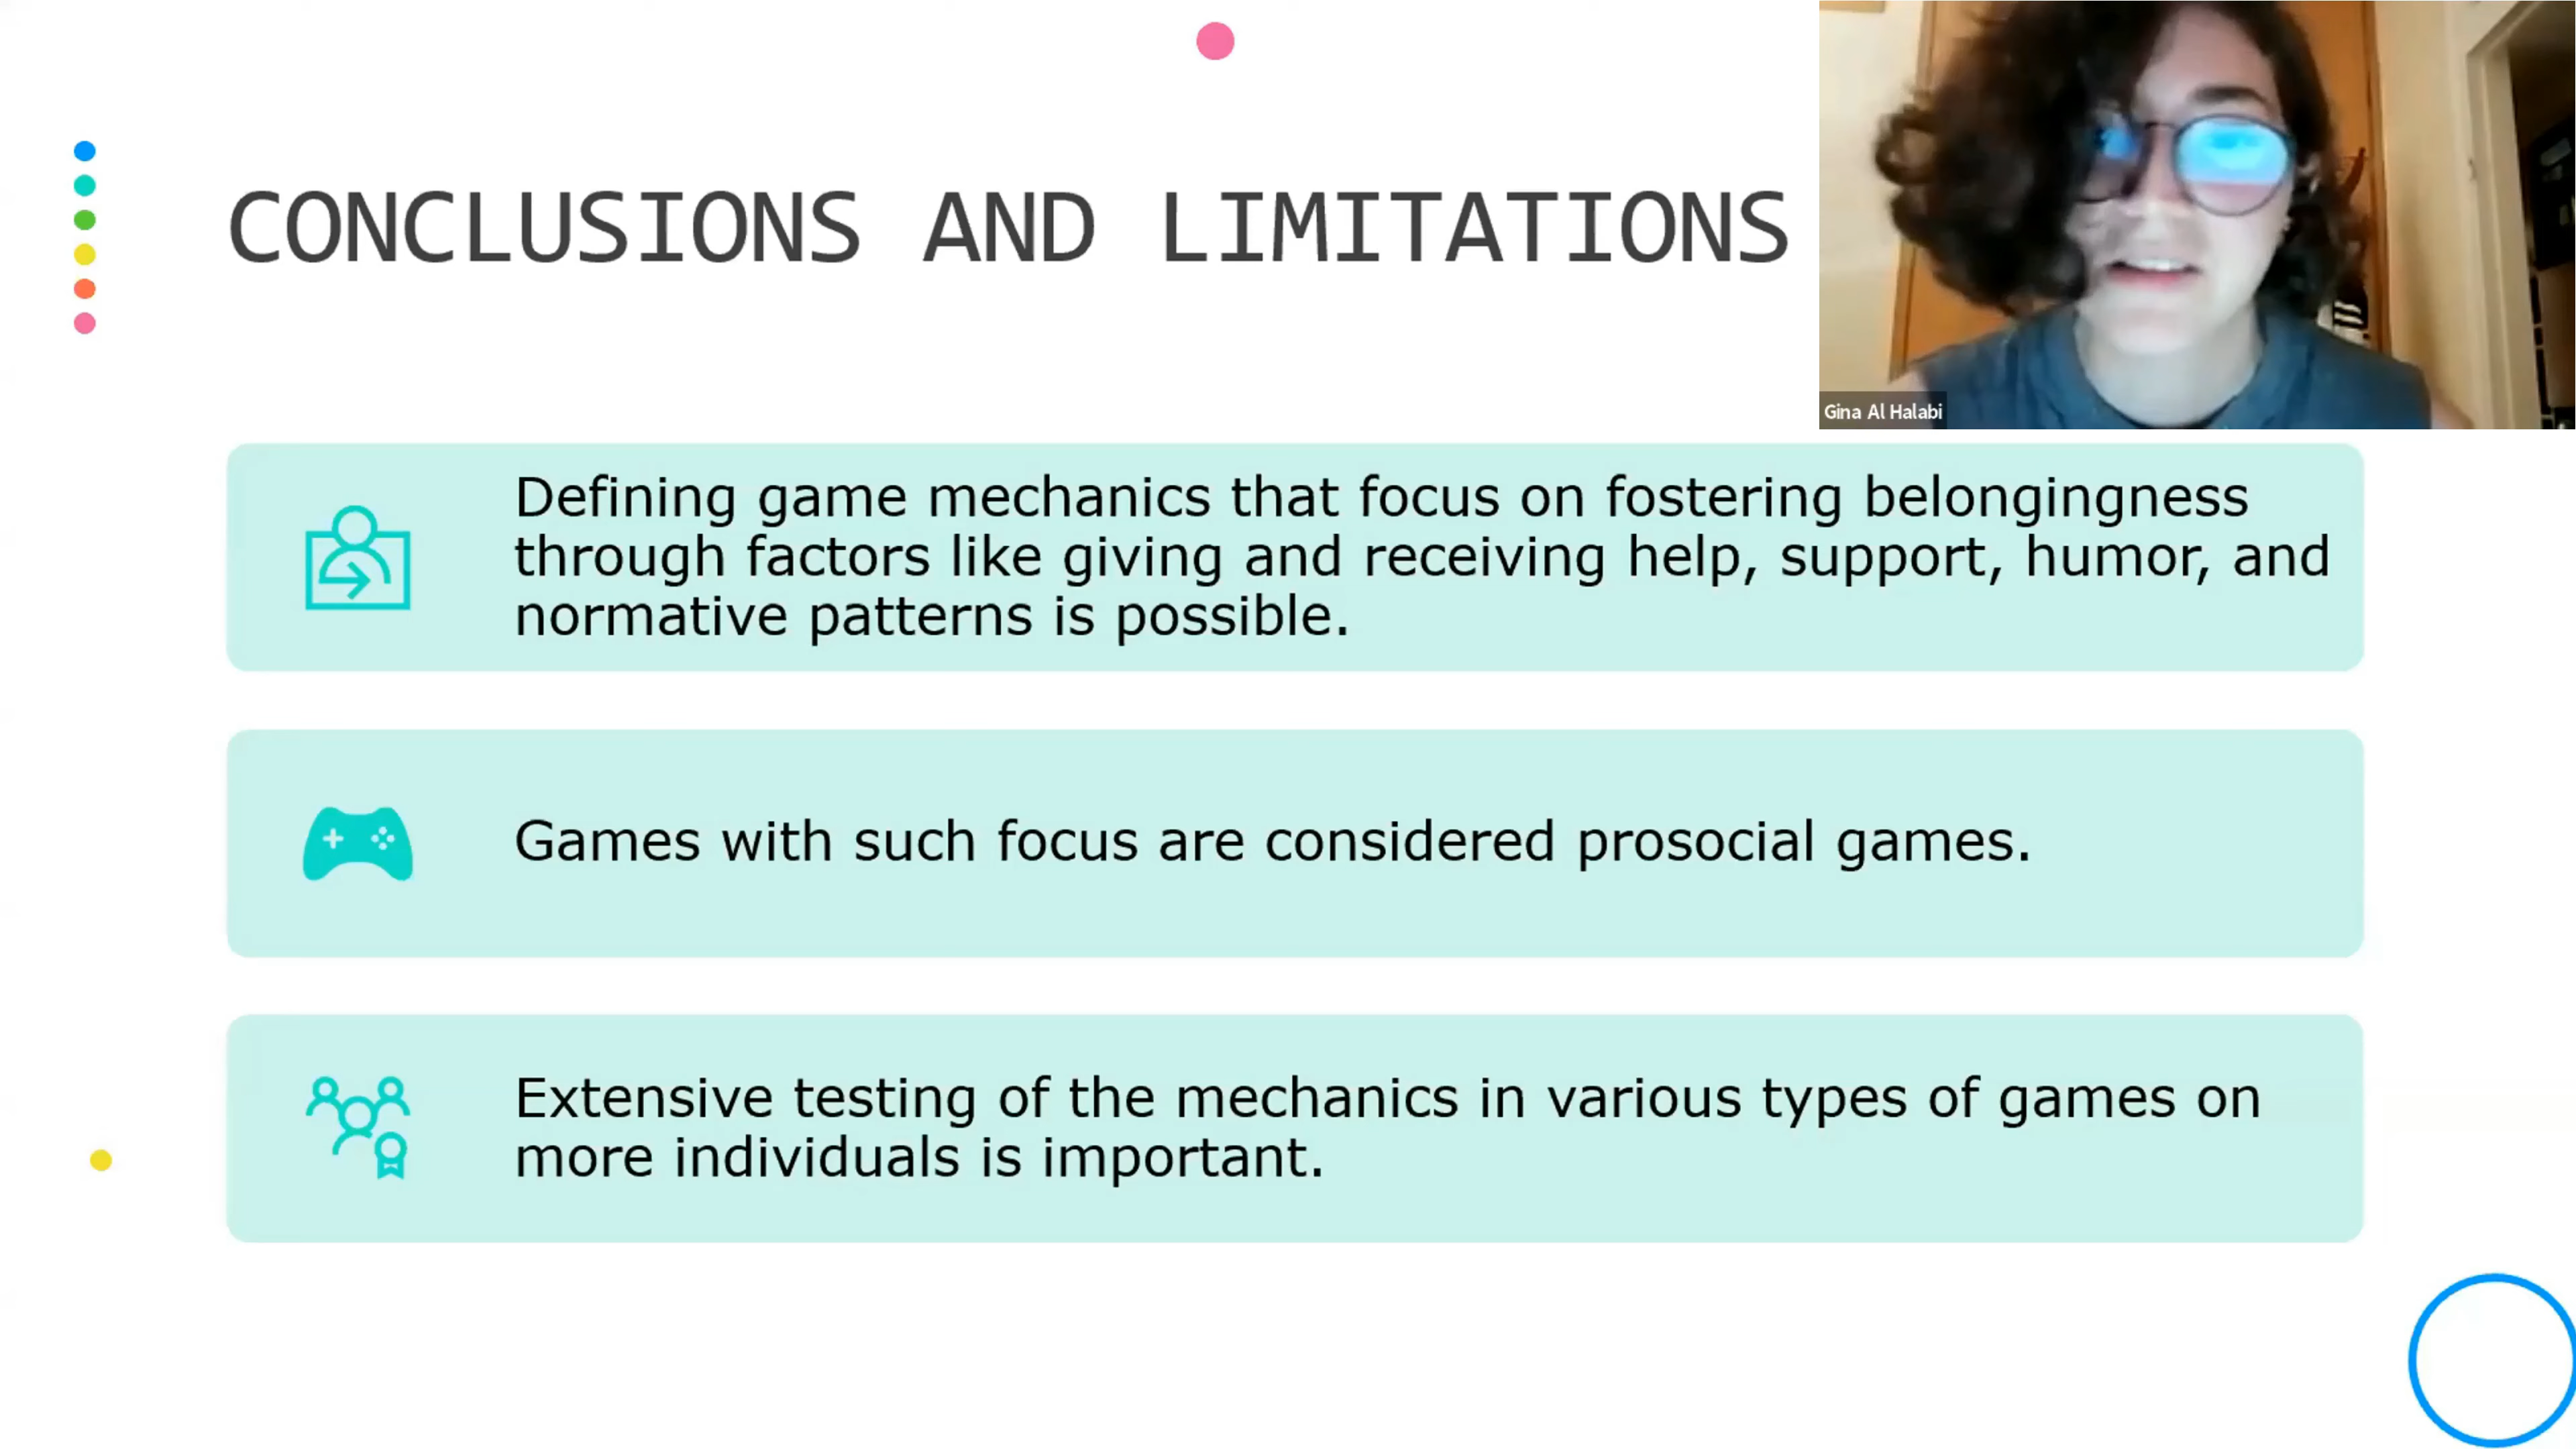 CONCLUSIONS AND LIMITATIONS
Gina Al Halabi
Defining game mechanics that focus on fostering belongingness
through factors like giving and receiving help, support, humor, and
normative patterns is possible.
Games with such focus are considered prosocial games.
Extensive testing of the mechanics in various types of games on
more individuals is important.